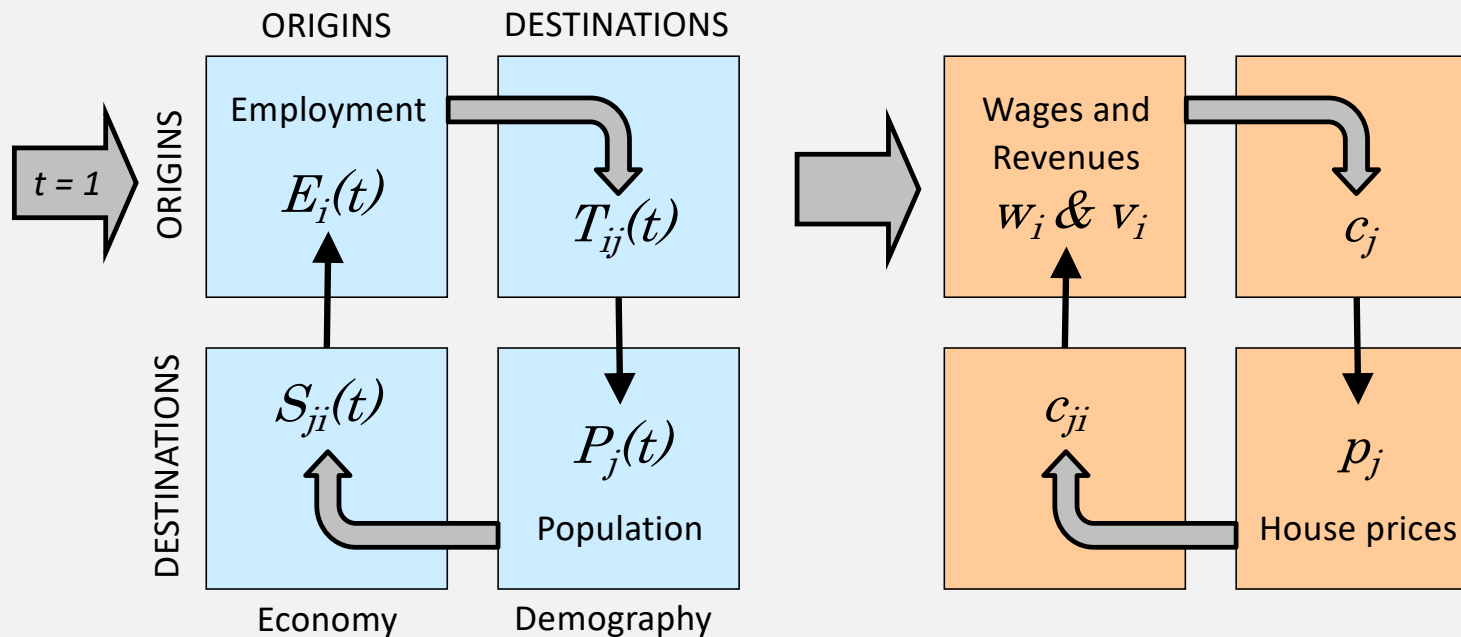 ORIGINS
DESTINATIONS
t = 1
ORIGINS
Employment
E_i(t)
T_ij(t)
Wages and
Revenues
w_i & v_i
c_j
DESTINATIONS
S_ji(t)
P_j(t)
Population
c_ji
p_j
House prices
Economy
Demography